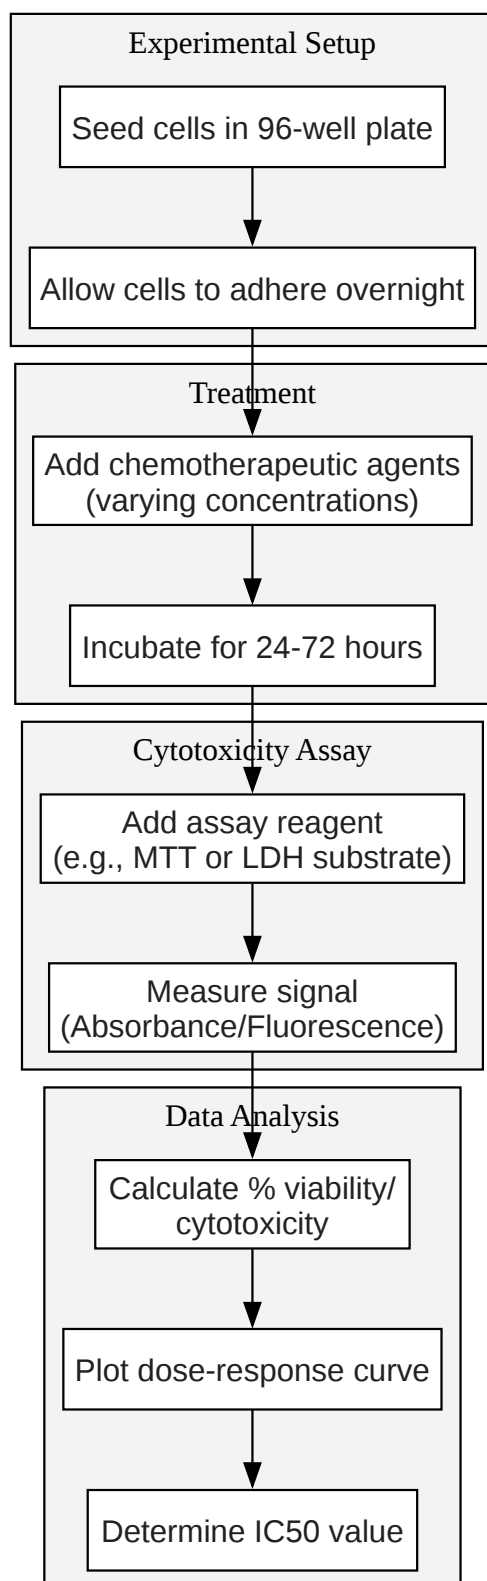 Experimental Setup
Seed cells in 96-well plate
Allow cells to adhere overnight
Treatment
Add chemotherapeutic agents
(varying concentrations)
Incubate for 24-72 hours
Cytotoxicity Assay
Add assay reagent
(e.g., MTT or LDH substrate)
Measure signal
(Absorbance/Fluorescence)
Data Analysis
Calculate % viability/
cytotoxicity
Plot dose-response curve
Determine IC50 value